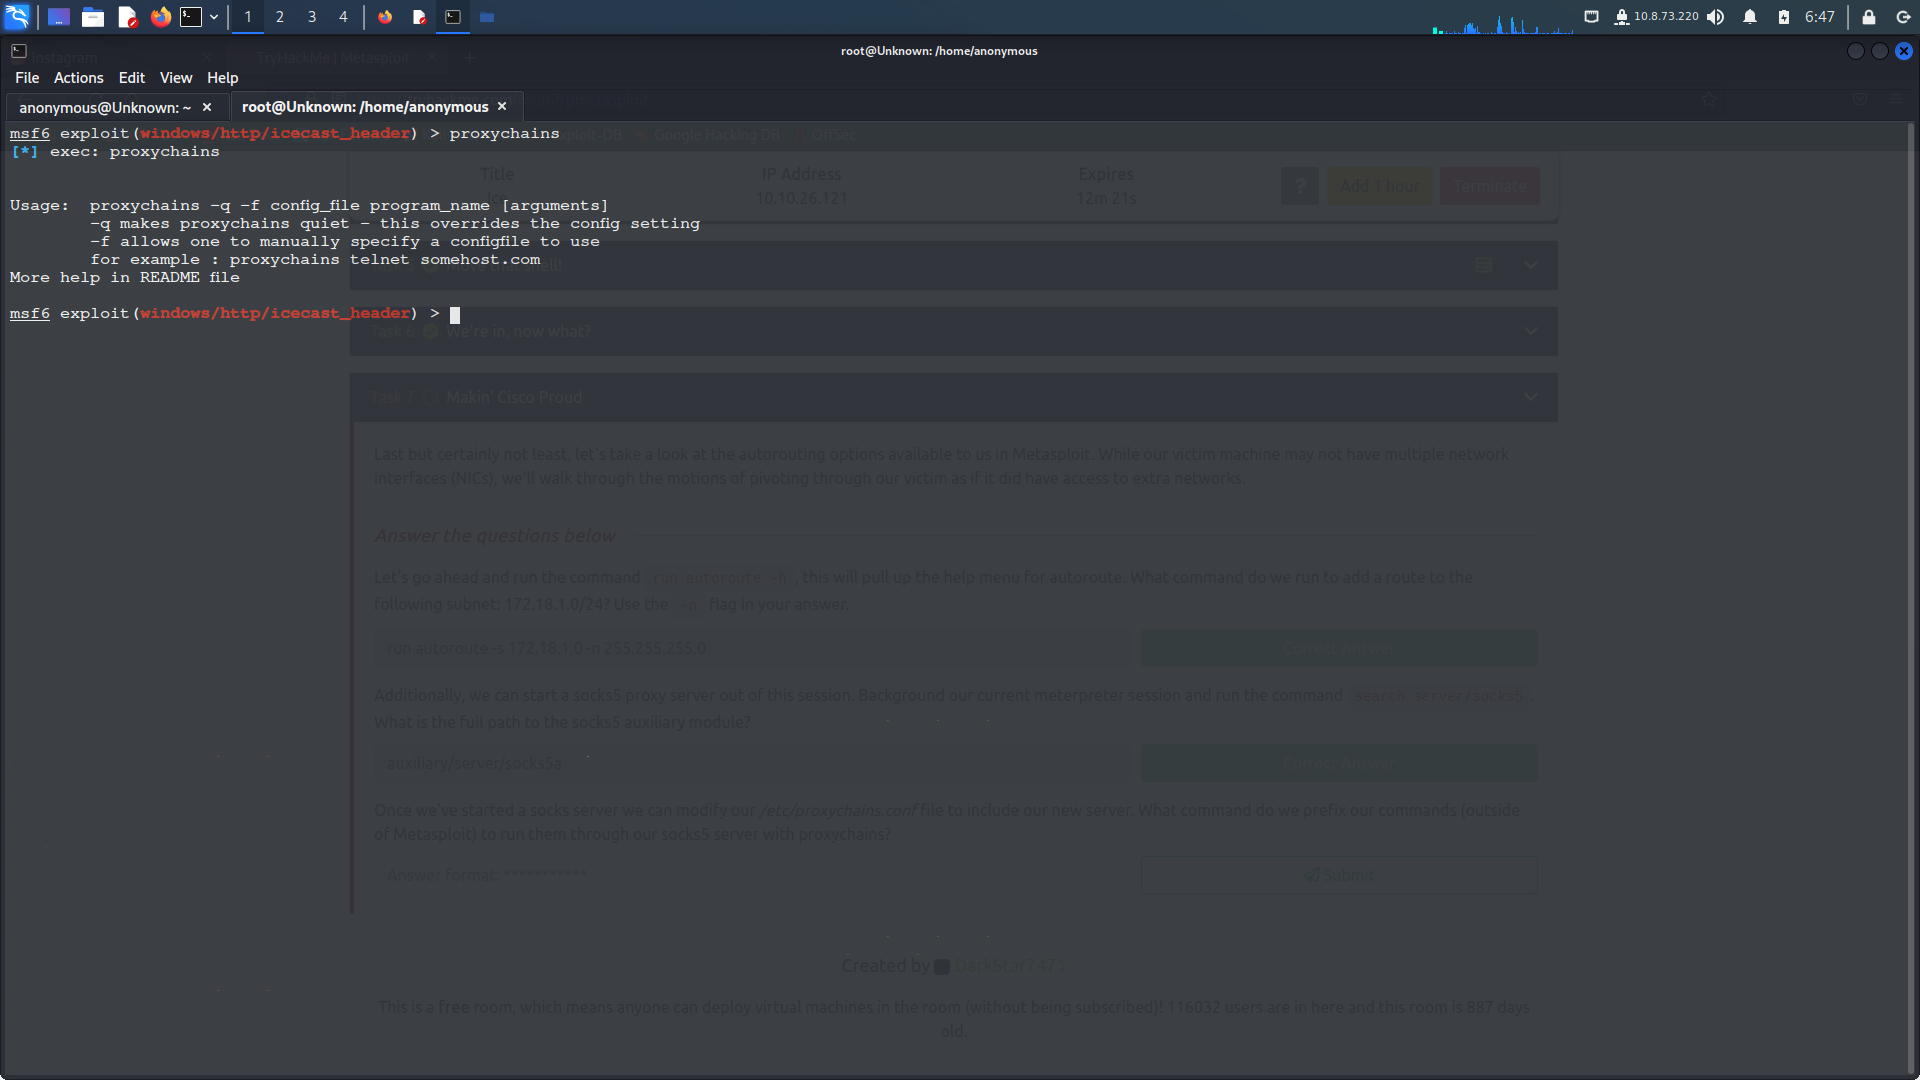 1 2 3 4 10.8.73.220 6:47
root@Unknown: /home/anonymous
Instagram TryHackMe | Metasploit
File Actions Edit View Help
anonymous@Unknown: ~ root@Unknown: /home/anonymous
msf6 exploit(windows/http/icecast_header) > proxychains
Google Hacking DB OffSec
[*] exec: proxychains
Title IP Address Expires
Ice 10.10.26.121 12m 21s ? Add 1 hour Terminate
Usage: proxychains -q -f config_file program_name [arguments]
-q makes proxychains quiet - this overrides the config setting
-f allows one to manually specify a configfile to use
for example : proxychains telnet somehost.com
More help in README file
msf6 exploit(windows/http/icecast_header) >
Task 6 We're in, now what?
Task 7 Makin' Cisco Proud
Last but certainly not least, let's take a look at the autorouting options available to us in Metasploit. While our victim machine may not have multiple network
interfaces (NICs), we'll walk through the motions of pivoting through our victim as if it did have access to extra networks.
Answer the questions below
Let's go ahead and run the command run autoroute -h , this will pull up the help menu for autoroute. What command do we run to add a route to the
following subnet: 172.18.1.0/24? Use the -n flag in your answer.
run autoroute -s 172.18.1.0 -n 255.255.255.0 Correct Answer
Additionally, we can start a socks5 proxy server out of this session. Background our current meterpreter session and run the command search server/socks5 .
What is the full path to the socks5 auxiliary module?
auxiliary/server/socks5a Correct Answer
Once we've started a socks server we can modify our /etc/proxychains.conf file to include our new server. What command do we prefix our commands (outside
of Metasploit) to run them through our socks5 server with proxychains?
Answer format: *********** Submit
Created by DarkStar7471
This is a free room, which means anyone can deploy virtual machines in the room (without being subscribed)! 116032 users are in here and this room is 887 days
old.